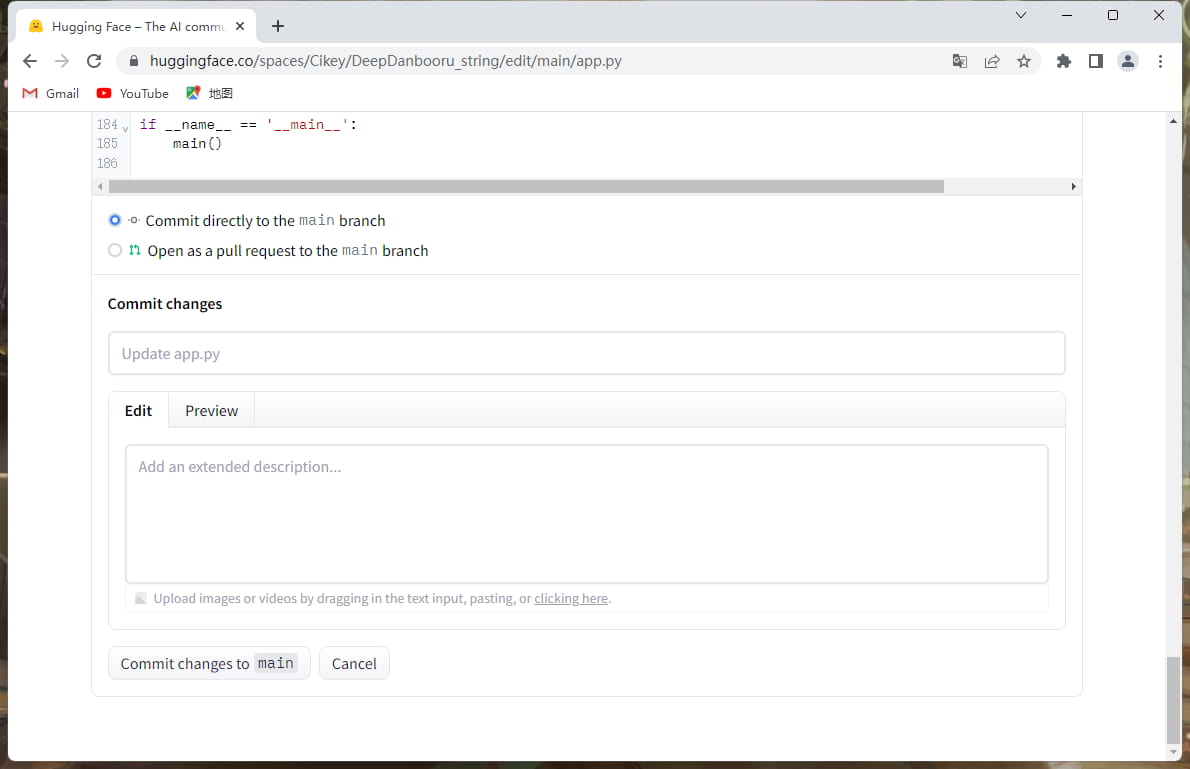 Hugging Face – The AI commu
huggingface.co/spaces/Cikey/DeepDanbooru_string/edit/main/app.py
Gmail YouTube 地图
184 if __name__ == '__main__':
185 main()
186
Commit directly to the main branch
Open as a pull request to the main branch
Commit changes
Update app.py
Edit Preview
Add an extended description...
Upload images or videos by dragging in the text input, pasting, or clicking here.
Commit changes to main Cancel